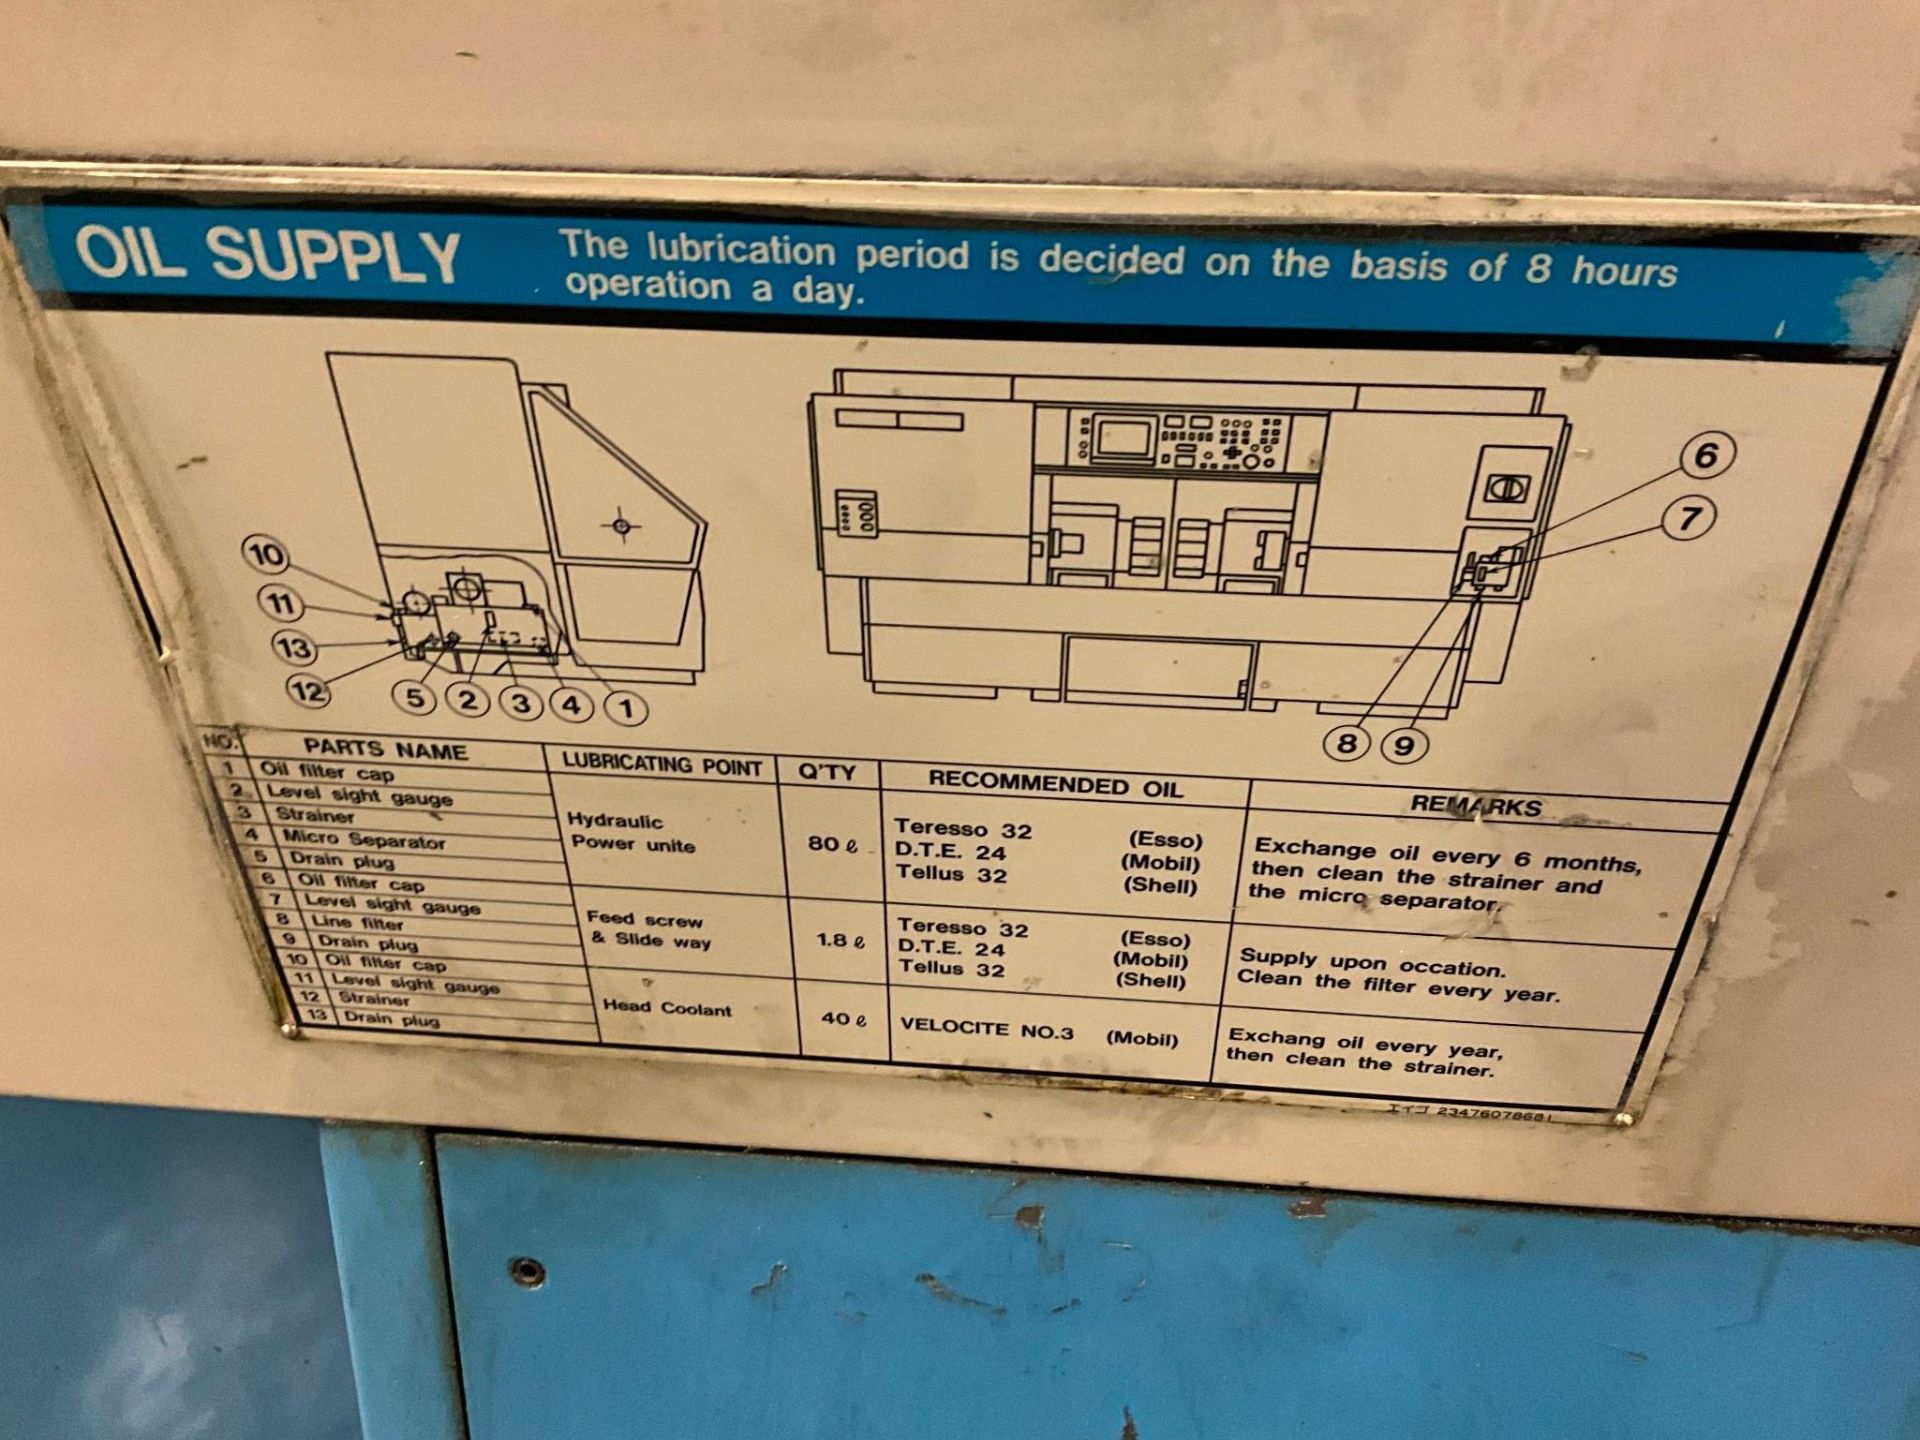 OIL SUPPLY
The lubrication period is decided on the basis of 8 hours
operation a day.
6
7
10
11
13
12
5
2
3
4
1
8
9
NO. PARTS NAME LUBRICATING POINT Q'TY RECOMMENDED OIL REMARKS
1 Oil filter cap
2 Level sight gauge
3 Strainer
4 Micro Separator
5 Drain plug
Hydraulic
Power unite
80 ℓ
Teresso 32 (Esso)
D.T.E. 24 (Mobil)
Tellus 32 (Shell)
Exchange oil every 6 months,
then clean the strainer and
the micro separator.
6 Oil filter cap
7 Level sight gauge
8 Line filter
9 Drain plug
Feed screw
& Slide way
1.8 ℓ
Teresso 32 (Esso)
D.T.E. 24 (Mobil)
Tellus 32 (Shell)
Supply upon occation.
Clean the filter every year.
10 Oil filter cap
11 Level sight gauge
12 Strainer
13 Drain plug
Head Coolant
40 ℓ
VELOCITE NO.3 (Mobil)
Exchang oil every year,
then clean the strainer.
エイコ